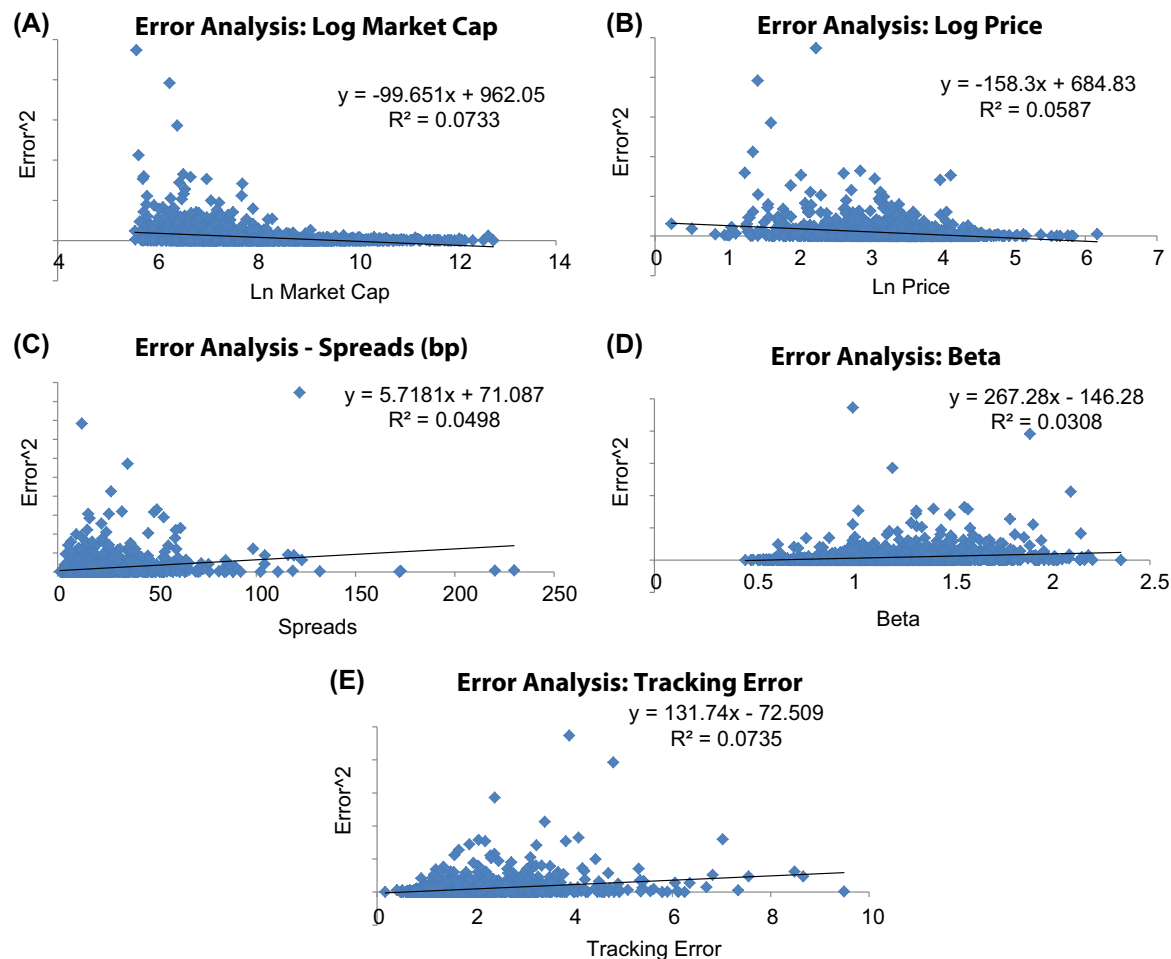 (A)
Error Analysis: Log Market Cap
y = -99.651x + 962.05
R² = 0.0733
Error^2
4 6 8 10 12 14
Ln Market Cap
(B)
Error Analysis: Log Price
y = -158.3x + 684.83
R² = 0.0587
Error^2
0 1 2 3 4 5 6 7
Ln Price
(C)
Error Analysis - Spreads (bp)
y = 5.7181x + 71.087
R² = 0.0498
Error^2
0 50 100 150 200 250
Spreads
(D)
Error Analysis: Beta
y = 267.28x - 146.28
R² = 0.0308
Error^2
0 0.5 1 1.5 2 2.5
Beta
(E)
Error Analysis: Tracking Error
y = 131.74x - 72.509
R² = 0.0735
Error^2
0 2 4 6 8 10
Tracking Error